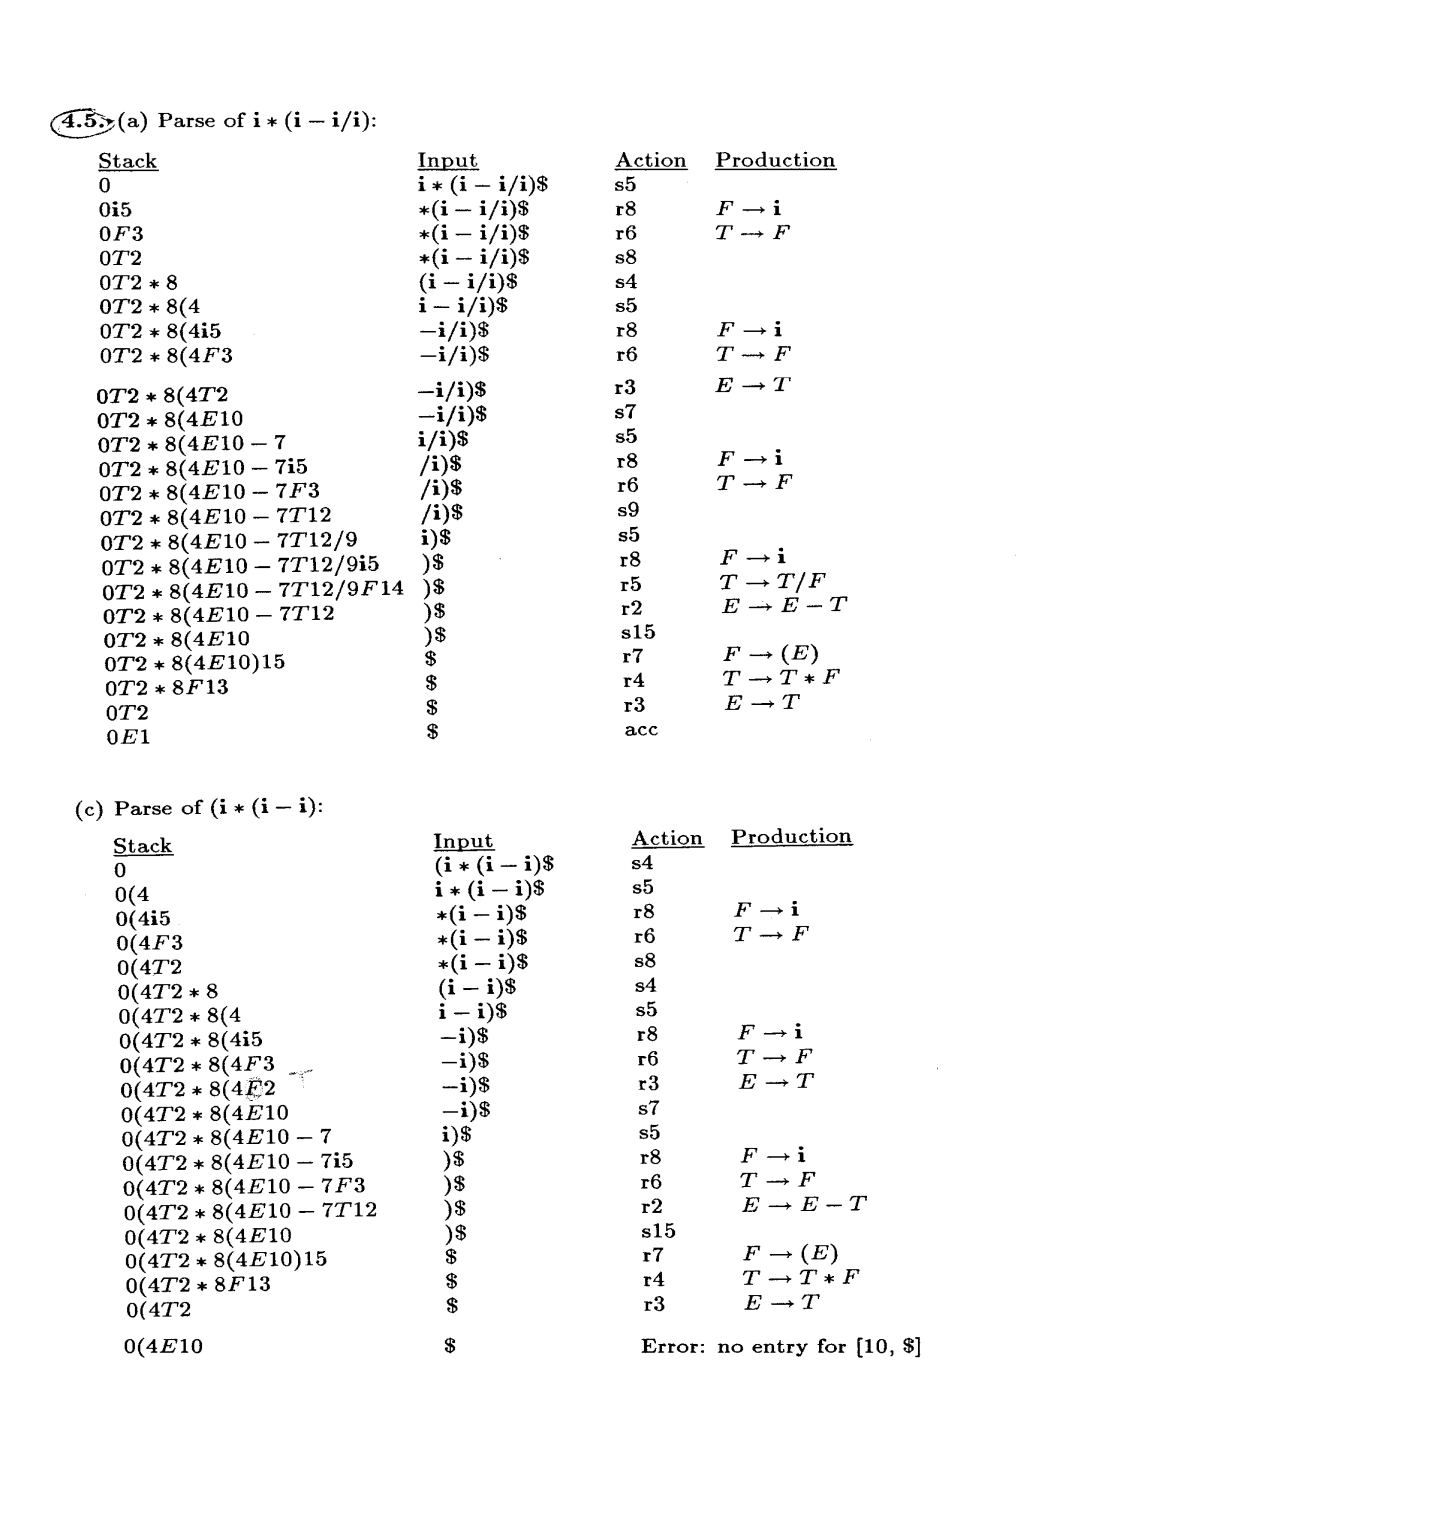 4.5. (a) Parse of i * (i − i/i):
Stack Input Action Production
0 i * (i − i/i)$ s5
0i5 *(i − i/i)$ r8 F → i
0F3 *(i − i/i)$ r6 T → F
0T2 *(i − i/i)$ s8
0T2 * 8 (i − i/i)$ s4
0T2 * 8(4 i − i/i)$ s5
0T2 * 8(4i5 −i/i)$ r8 F → i
0T2 * 8(4F3 −i/i)$ r6 T → F
0T2 * 8(4T2 −i/i)$ r3 E → T
0T2 * 8(4E10 −i/i)$ s7
0T2 * 8(4E10 − 7 i/i)$ s5
0T2 * 8(4E10 − 7i5 /i)$ r8 F → i
0T2 * 8(4E10 − 7F3 /i)$ r6 T → F
0T2 * 8(4E10 − 7T12 /i)$ s9
0T2 * 8(4E10 − 7T12/9 i)$ s5
0T2 * 8(4E10 − 7T12/9i5 )$ r8 F → i
0T2 * 8(4E10 − 7T12/9F14 )$ r5 T → T/F
0T2 * 8(4E10 − 7T12 )$ r2 E → E − T
0T2 * 8(4E10 )$ s15
0T2 * 8(4E10)15 $ r7 F → (E)
0T2 * 8F13 $ r4 T → T * F
0T2 $ r3 E → T
0E1 $ acc
(c) Parse of (i * (i − i):
Stack Input Action Production
0 (i * (i − i)$ s4
0(4 i * (i − i)$ s5
0(4i5 *(i − i)$ r8 F → i
0(4F3 *(i − i)$ r6 T → F
0(4T2 *(i − i)$ s8
0(4T2 * 8 (i − i)$ s4
0(4T2 * 8(4 i − i)$ s5
0(4T2 * 8(4i5 −i)$ r8 F → i
0(4T2 * 8(4F3 −i)$ r6 T → F
0(4T2 * 8(4E2 −i)$ r3 E → T
0(4T2 * 8(4E10 −i)$ s7
0(4T2 * 8(4E10 − 7 i)$ s5
0(4T2 * 8(4E10 − 7i5 )$ r8 F → i
0(4T2 * 8(4E10 − 7F3 )$ r6 T → F
0(4T2 * 8(4E10 − 7T12 )$ r2 E → E − T
0(4T2 * 8(4E10 )$ s15
0(4T2 * 8(4E10)15 $ r7 F → (E)
0(4T2 * 8F13 $ r4 T → T * F
0(4T2 $ r3 E → T
0(4E10 $ Error: no entry for [10, $]